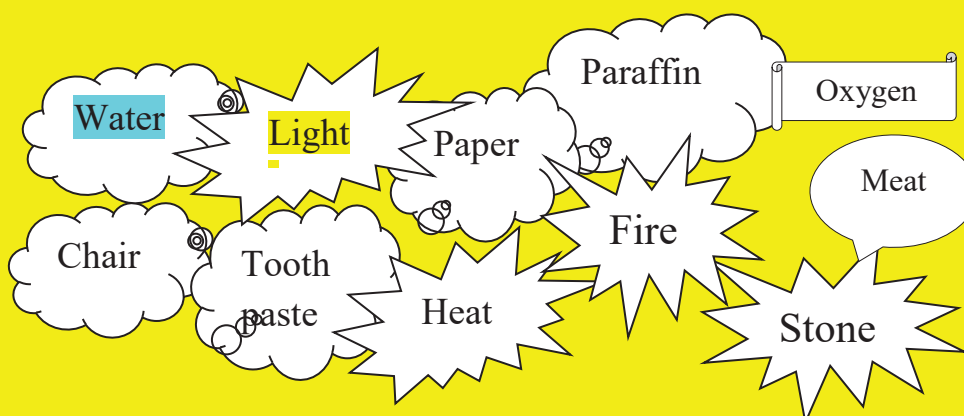 Paraffin
Oxygen
Water
Light
Paper
Meat
Fire
Chair
Tooth
paste
Heat
Stone